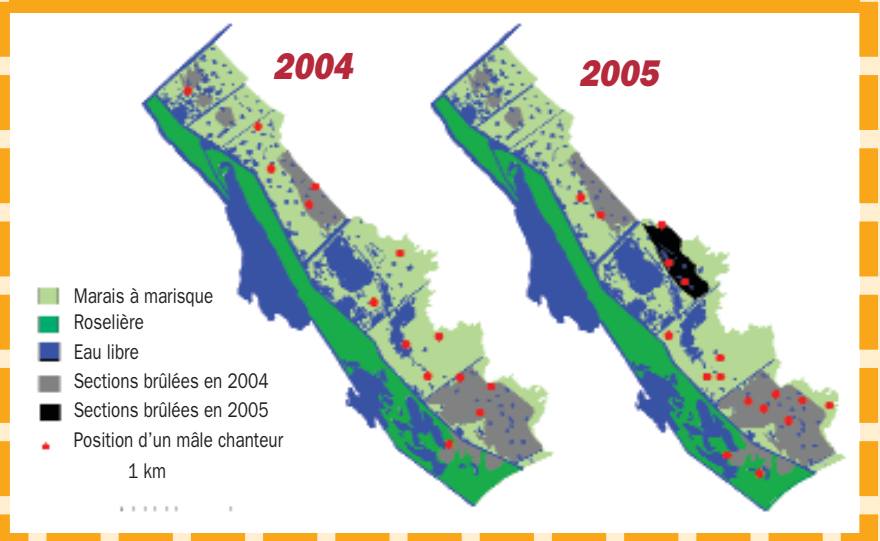 2004
2005
Marais à marisque
Roselière
Eau libre
Sections brûlées en 2004
Sections brûlées en 2005
Position d'un mâle chanteur
1 km